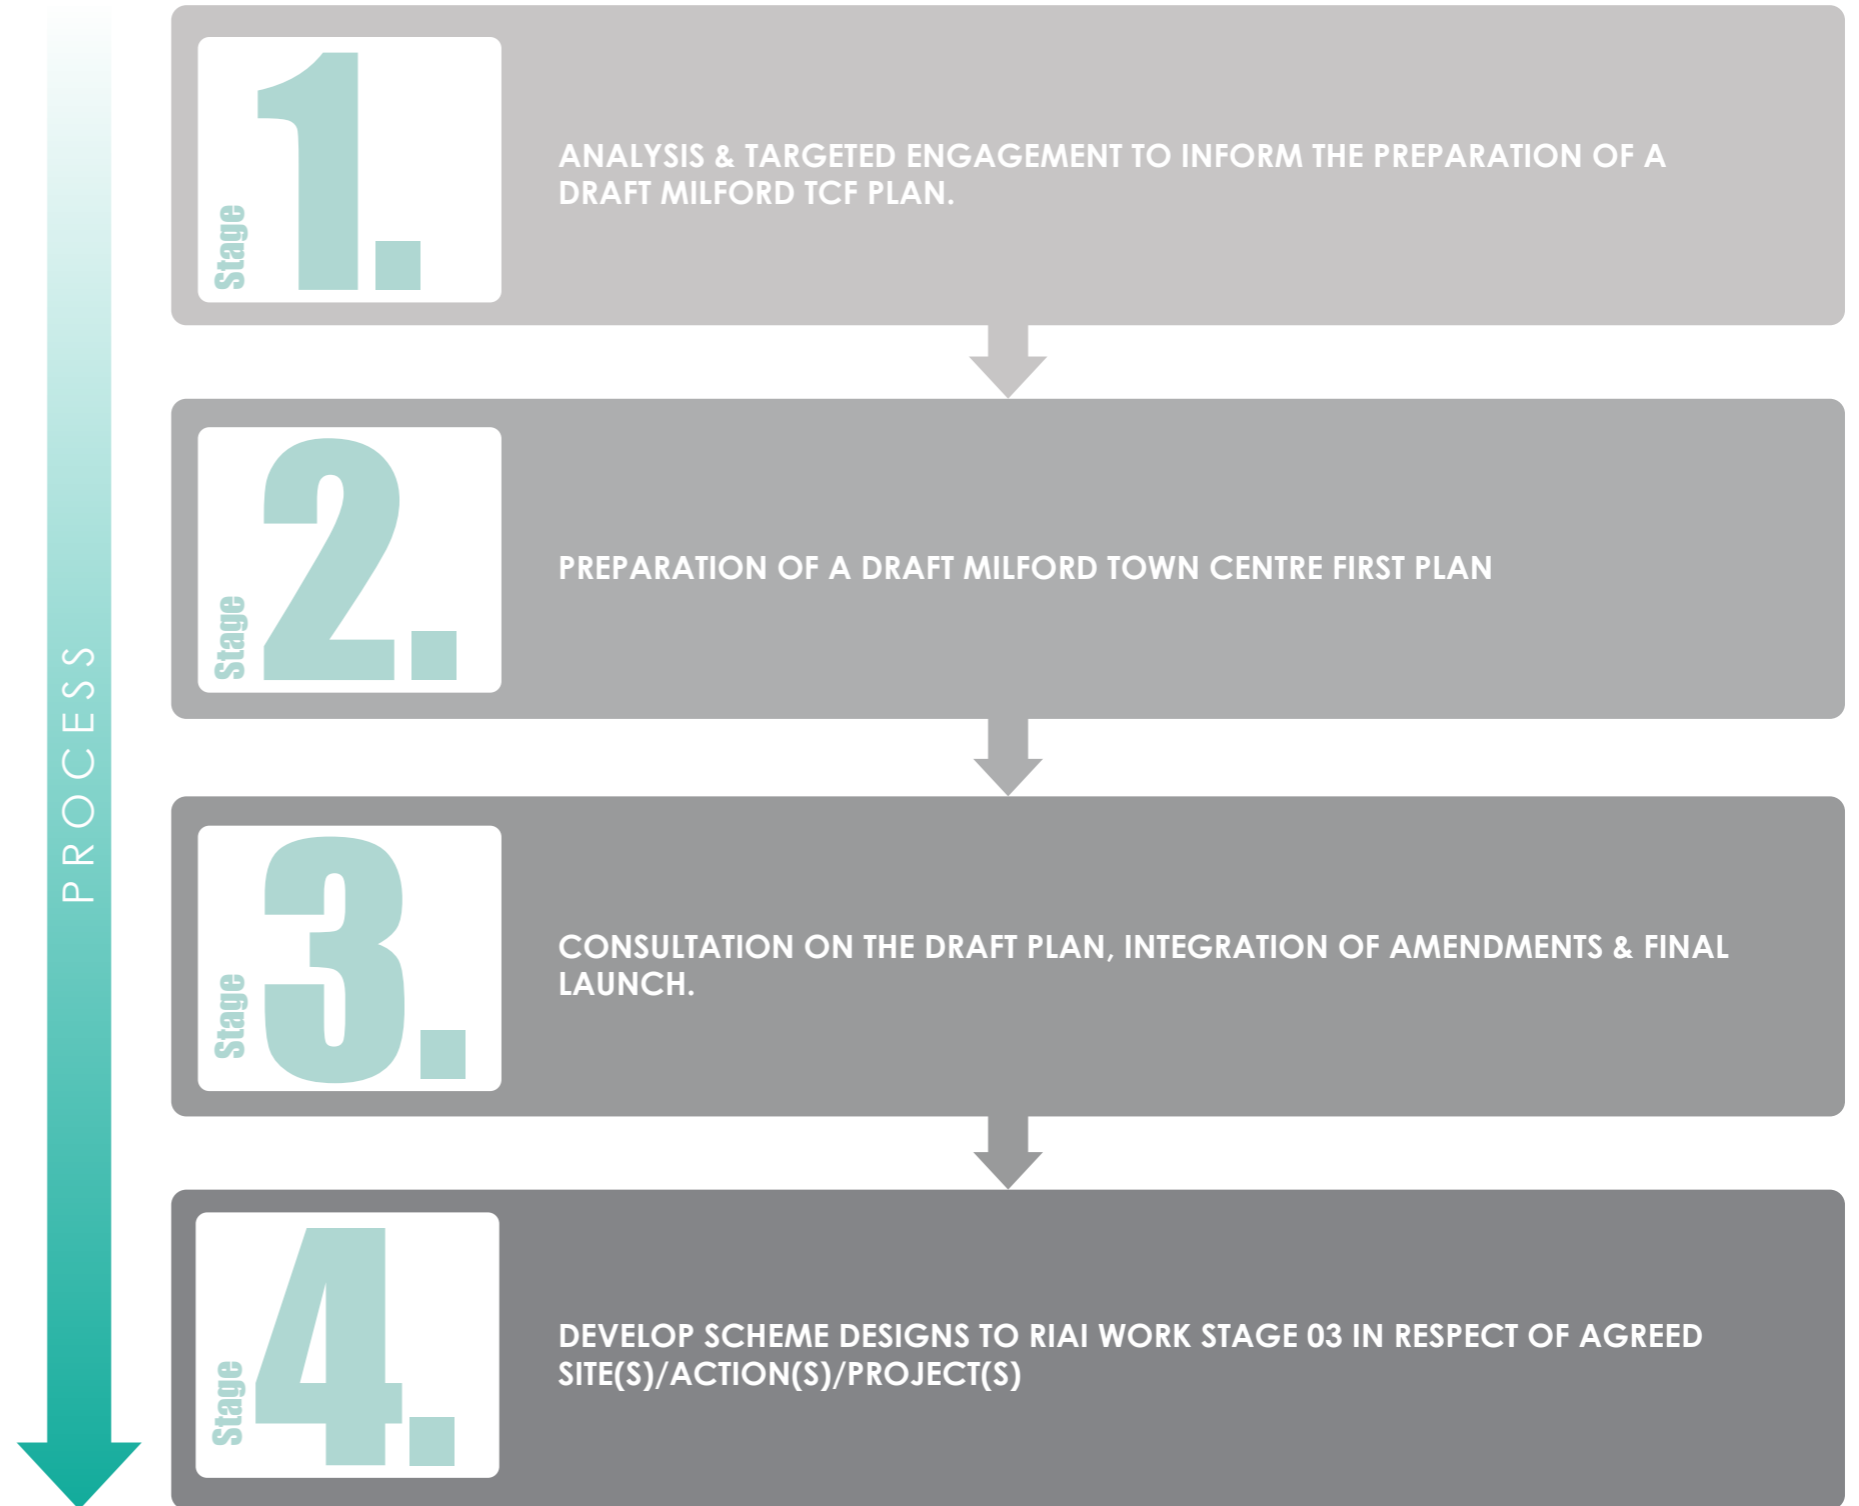 PROCESS
Stage 1.
ANALYSIS & TARGETED ENGAGEMENT TO INFORM THE PREPARATION OF A
DRAFT MILFORD TCF PLAN.
Stage 2.
PREPARATION OF A DRAFT MILFORD TOWN CENTRE FIRST PLAN
Stage 3.
CONSULTATION ON THE DRAFT PLAN, INTEGRATION OF AMENDMENTS & FINAL
LAUNCH.
Stage 4.
DEVELOP SCHEME DESIGNS TO RIAI WORK STAGE 03 IN RESPECT OF AGREED
SITE(S)/ACTION(S)/PROJECT(S)